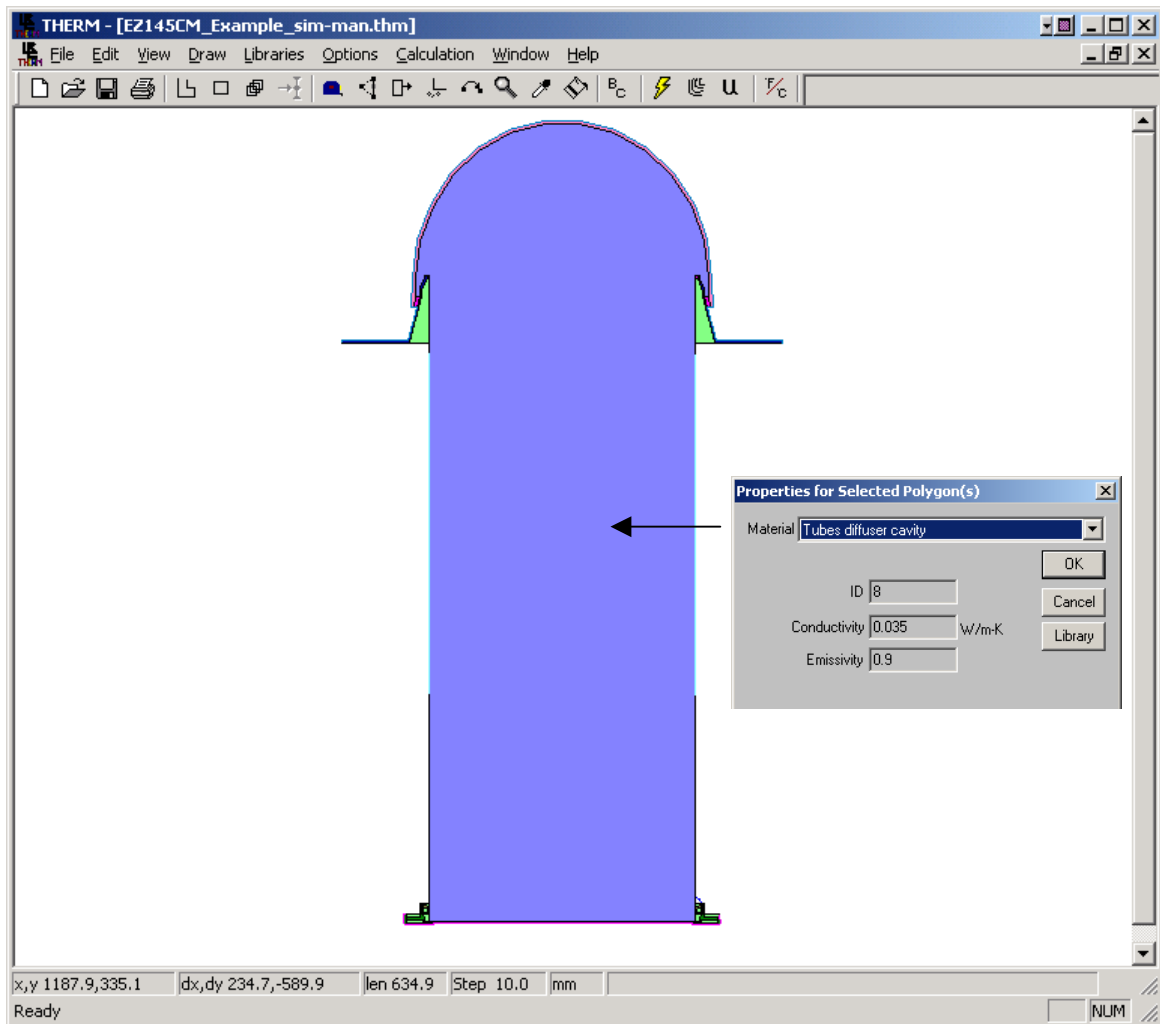 THERM - [EZ145CM_Example_sim-man.thm]
File Edit View Draw Libraries Options Calculation Window Help
BC U °F/C
Properties for Selected Polygon(s)
Material Tubes diffuser cavity
OK
ID 8
Cancel
Conductivity 0.035 W/m-K
Library
Emissivity 0.9
x,y 1187.9,335.1 dx,dy 234.7,-589.9 len 634.9 Step 10.0 mm
Ready NUM